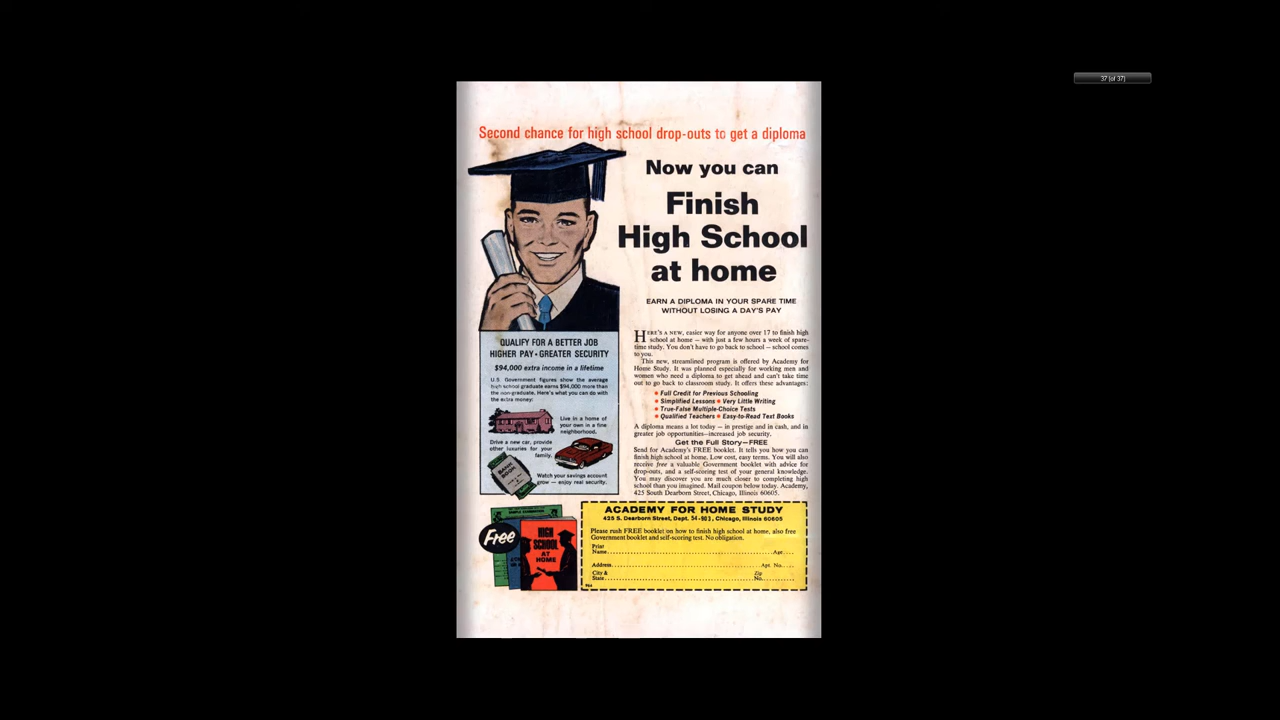 37 (of 37)
Second chance for high school drop-outs to get a diploma
Now you can
Finish
High School
at home
EARN A DIPLOMA IN YOUR SPARE TIME
WITHOUT LOSING A DAY'S PAY
QUALIFY FOR A BETTER JOB
HIGHER PAY • GREATER SECURITY
$94,000 extra income in a lifetime
U.S. Government figures show the average
high school graduate earns $94,000 more than
the non-graduate. Here's what you can do with
the extra money:
Live in a home of
your own in a fine
neighborhood.
Drive a new car, provide
other luxuries for your
family.
Watch your savings account
grow — enjoy real security.
HERE'S A NEW, easier way for anyone over 17 to finish high
school at home — with just a few hours a week of spare-
time study. You don't have to go back to school — school comes
to you.
This new, streamlined program is offered by Academy for
Home Study. It was planned especially for working men and
women who need a diploma to get ahead and can't take time
out to go back to classroom study. It offers these advantages:
• Full Credit for Previous Schooling
• Simplified Lessons • Very Little Writing
• True-False Multiple-Choice Tests
• Qualified Teachers • Easy-to-Read Text Books
A diploma means a lot today — in prestige and in cash, and in
greater job opportunities—increased job security.
Get the Full Story—FREE
Send for Academy's FREE booklet. It tells you how you can
finish high school at home. Low cost, easy terms. You will also
receive free a valuable Government booklet with advice for
drop-outs, and a self-scoring test of your general knowledge.
You may discover you are much closer to completing high
school than you imagined. Mail coupon below today. Academy,
425 South Dearborn Street, Chicago, Illinois 60605.
Free
HIGH
SCHOOL
AT
HOME
ACADEMY FOR HOME STUDY
425 S. Dearborn Street, Dept. 54-963, Chicago, Illinois 60605
Please rush FREE booklet on how to finish high school at home, also free
Government booklet and self-scoring test. No obligation.
Print
Name Age
Address Apt. No.
City & Zip
State No.